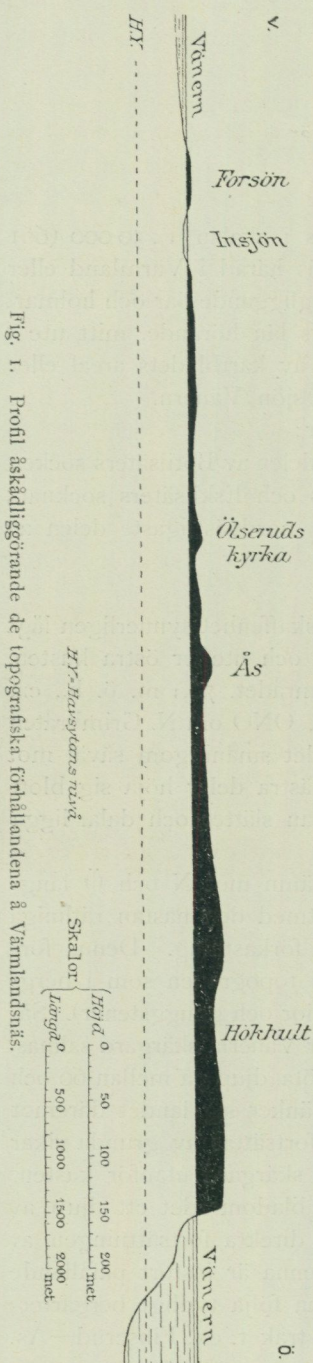 V.
Ö.
Vänern
Forsön
Insjön
Ölseruds
kyrka
Ås
Hökhult
Vänern
H.Y.
HY=Havsytans nivå
Skalor
Höjd 0 50 100 150 200 met.
Längd 0 500 1000 1500 2000 met.
Fig. 1. Profil åskådliggörande de topografiska förhållandena å Värmlandsnäs.